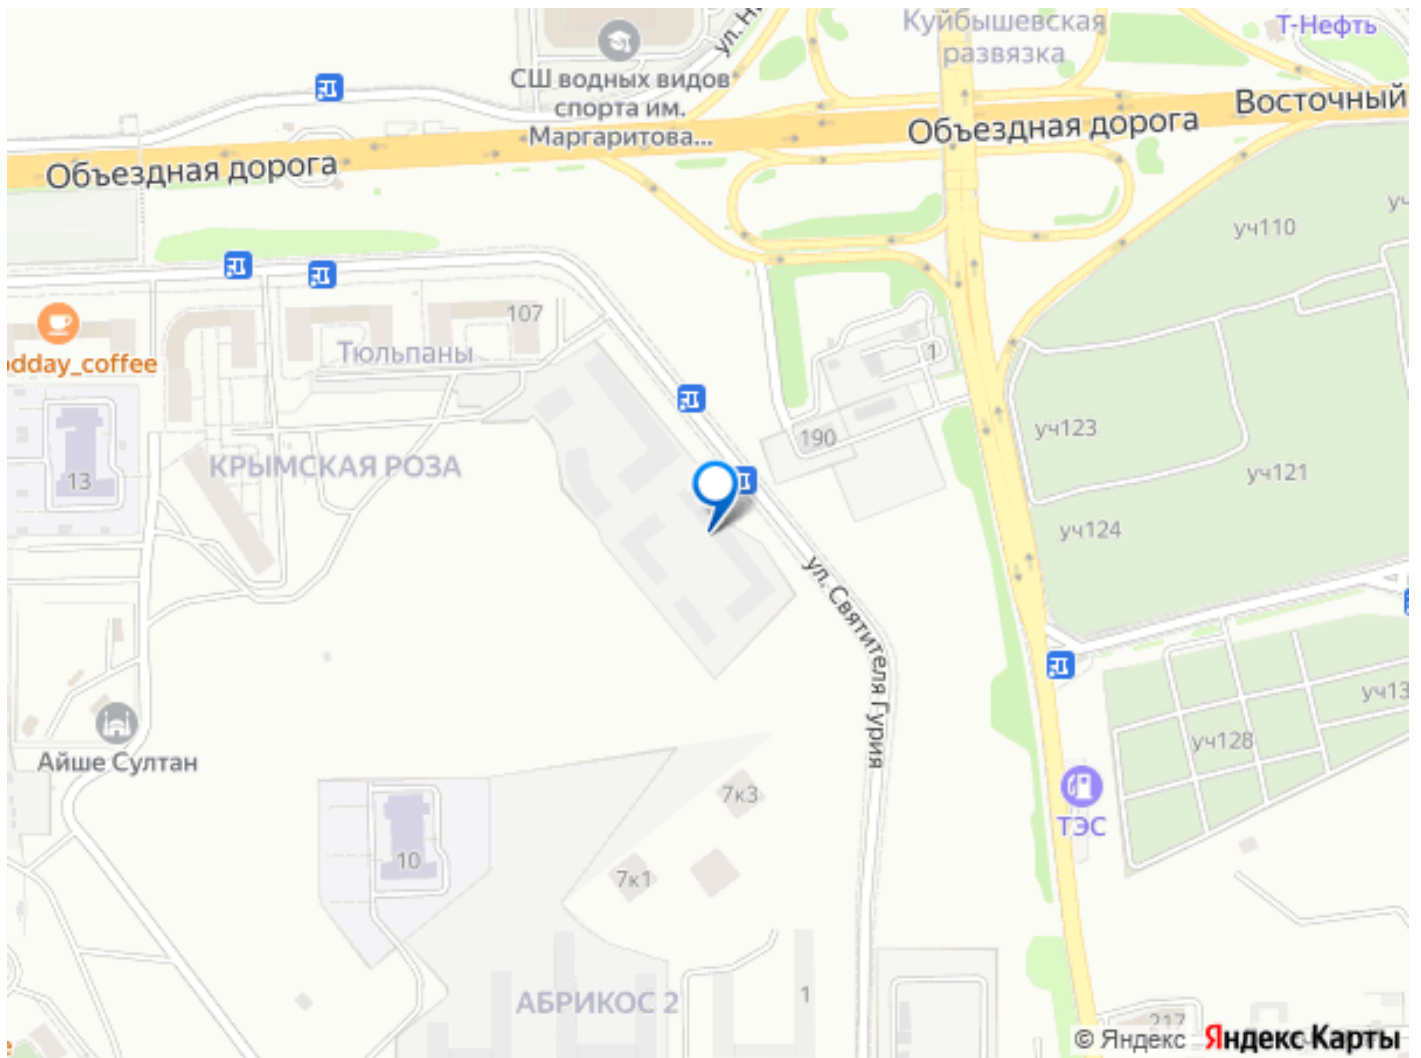 Куйбышевская
развязка
Т-Нефть
СШ водных видов
спорта им.
Маргаритова...
Восточный
Объездная дорога
Объездная дорога
уч110
107
Тюльпаны
dday_coffee
1
190
уч123
КРЫМСКАЯ РОЗА
13
уч121
уч124
ул. Святителя Гурия
уч128
уч13
Айше Султан
7к3
ТЭС
10
7к1
АБРИКОС 2
1
217
© Яндекс Яндекс Карты